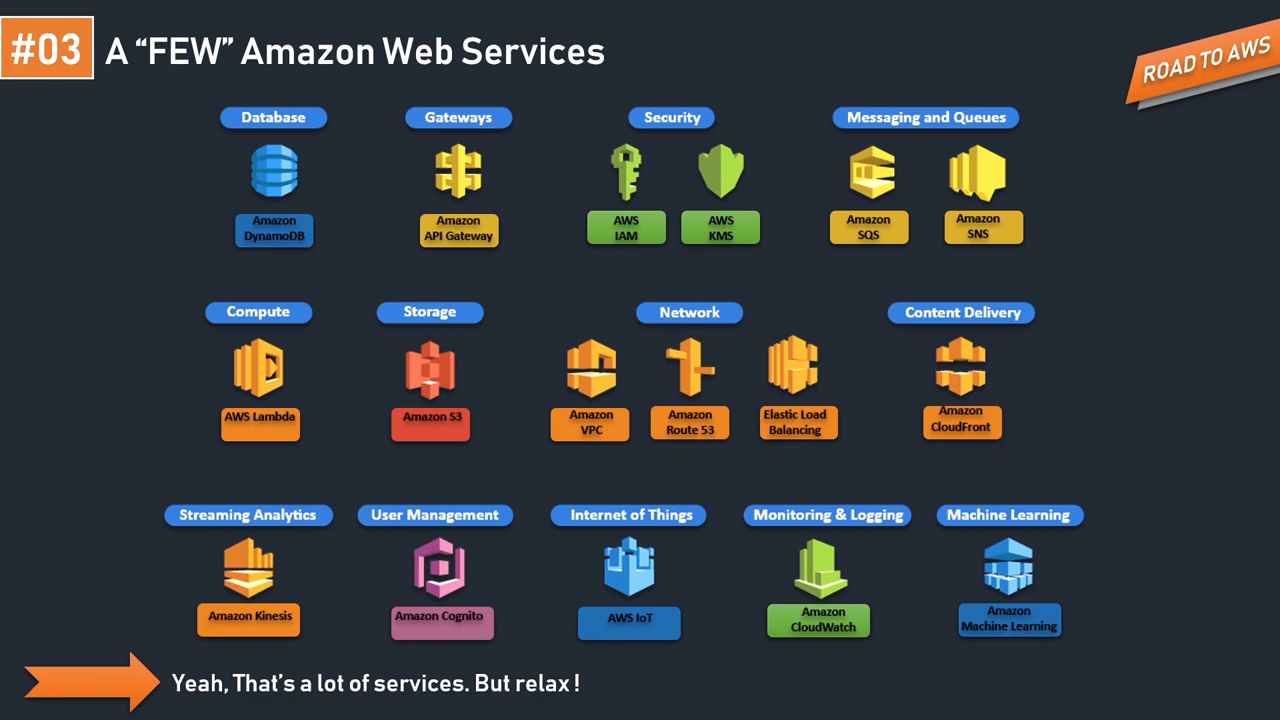 #03
A “FEW” Amazon Web Services
ROAD TO AWS
Database
Gateways
Security
Messaging and Queues
Amazon
DynamoDB
Amazon
API Gateway
AWS
IAM
AWS
KMS
Amazon
SQS
Amazon
SNS
Compute
Storage
Network
Content Delivery
AWS Lambda
Amazon S3
Amazon
VPC
Amazon
Route 53
Elastic Load
Balancing
Amazon
CloudFront
Streaming Analytics
User Management
Internet of Things
Monitoring & Logging
Machine Learning
Amazon Kinesis
Amazon Cognito
AWS IoT
Amazon
CloudWatch
Amazon
Machine Learning
Yeah, That’s a lot of services. But relax !